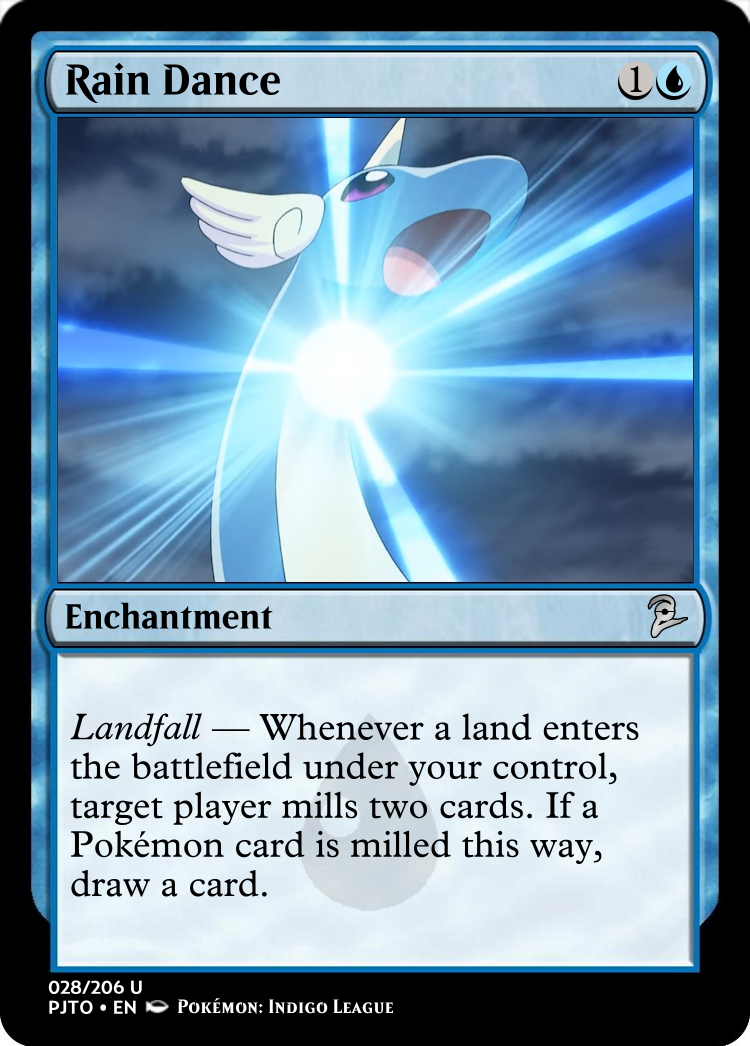 Rain Dance 1
Enchantment
Landfall — Whenever a land enters
the battlefield under your control,
target player mills two cards. If a
Pokémon card is milled this way,
draw a card.
028/206 U
PJTO • EN Pokémon: Indigo League